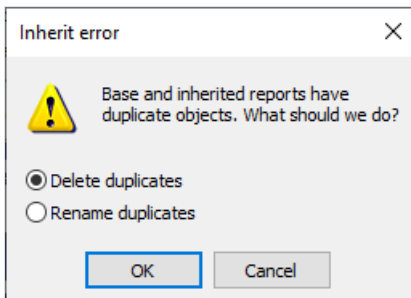 Inherit error
Base and inherited reports have
duplicate objects. What should we do?
Delete duplicates
Rename duplicates
OK
Cancel